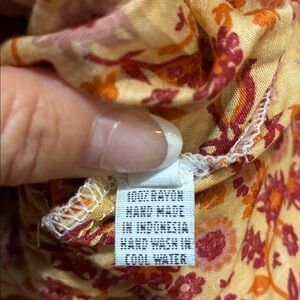 100% RAYON
HAND MADE
IN INDONESIA
HAND WASH IN
COOL WATER